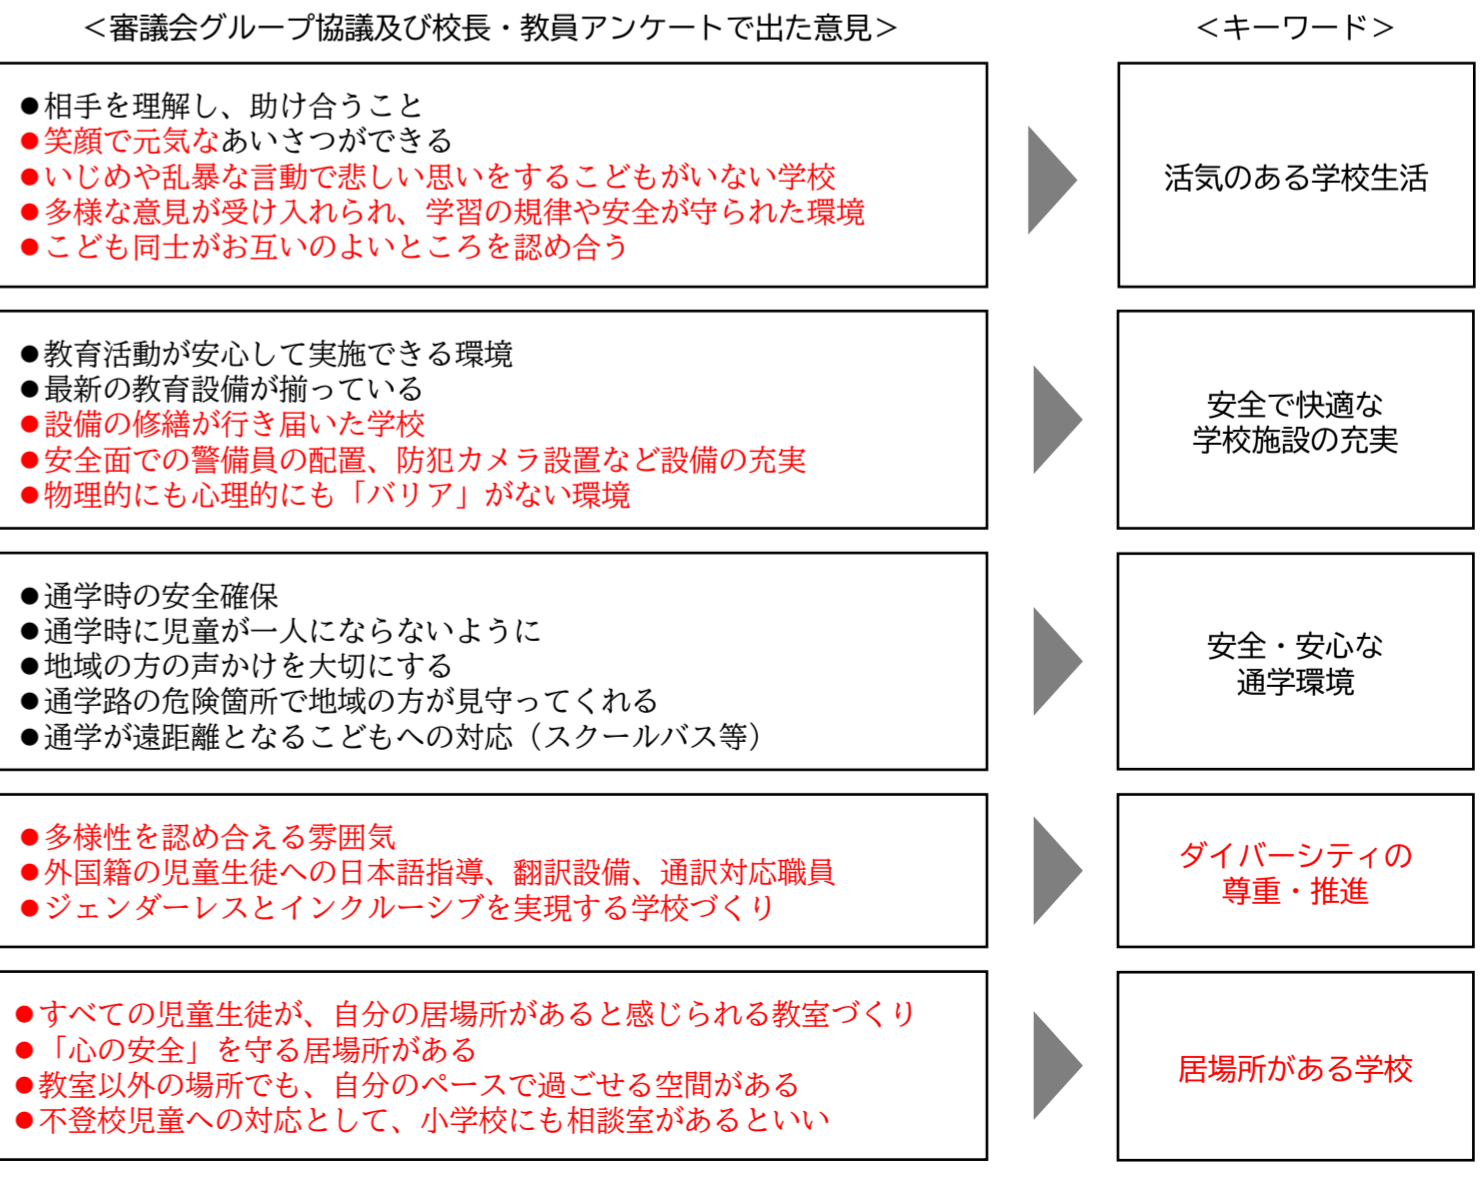 ＜審議会グループ協議及び校長・教員アンケートで出た意見＞
＜キーワード＞
●相手を理解し、助け合うこと
●笑顔で元気なあいさつができる
●いじめや乱暴な言動で悲しい思いをするこどもがいない学校
●多様な意見が受け入れられ、学習の規律や安全が守られた環境
●こども同士がお互いのよいところを認め合う
活気のある学校生活
●教育活動が安心して実施できる環境
●最新の教育設備が揃っている
●設備の修繕が行き届いた学校
●安全面での警備員の配置、防犯カメラ設置など設備の充実
●物理的にも心理的にも「バリア」がない環境
安全で快適な
学校施設の充実
●通学時の安全確保
●通学時に児童が一人にならないように
●地域の方の声かけを大切にする
●通学路の危険箇所で地域の方が見守ってくれる
●通学が遠距離となるこどもへの対応（スクールバス等）
安全・安心な
通学環境
●多様性を認め合える雰囲気
●外国籍の児童生徒への日本語指導、翻訳設備、通訳対応職員
●ジェンダーレスとインクルーシブを実現する学校づくり
ダイバーシティの
尊重・推進
●すべての児童生徒が、自分の居場所があると感じられる教室づくり
●「心の安全」を守る居場所がある
●教室以外の場所でも、自分のペースで過ごせる空間がある
●不登校児童への対応として、小学校にも相談室があるといい
居場所がある学校